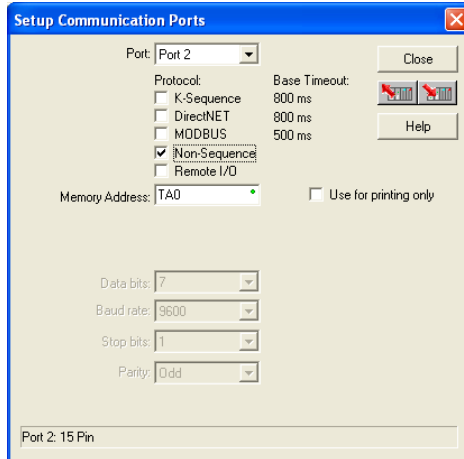 Setup Communication Ports
Port: Port 2
Close
Protocol: Base Timeout:
K-Sequence 800 ms
DirectNET 800 ms
MODBUS 500 ms
Help
Non-Sequence
Remote I/O
Memory Address: TA0 Use for printing only
Data bits: 7
Baud rate: 9600
Stop bits: 1
Parity: Odd
Port 2: 15 Pin